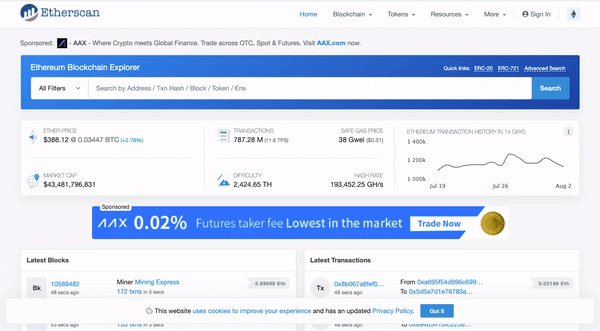 Etherscan
Home Blockchain Tokens Resources More Sign In
Sponsored: - AAX - Where Crypto meets Global Finance. Trade across OTC, Spot & Futures. Visit AAX.com now.
Ethereum Blockchain Explorer
Quick links: ERC-20 ERC-721 Advanced Search
All Filters Search by Address / Txn Hash / Block / Token / Ens Search
ETHER PRICE
$388.12 @ 0.03447 BTC (+2.78%)
TRANSACTIONS SAFE GAS PRICE
787.28 M (11.6 TPS) 38 Gwei ($0.31)
ETHEREUM TRANSACTION HISTORY IN 14 DAYS
1 400k
1 200k
1 000k
Jul 19 Jul 26 Aug 2
MARKET CAP
$43,481,796,831
DIFFICULTY HASH RATE
2,424.65 TH 193,452.25 GH/s
Sponsored
AAX 0.02% Futures taker fee Lowest in the market Trade Now
Latest Blocks
Bk 10589482 Miner Mining Express
48 secs ago 172 txns in 5 secs
Latest Transactions
Tx 0x8b067a8fef0... From 0xa695f54d996c699...
48 secs ago To 0x5d5a7d1e76783a...
This website uses cookies to improve your experience and has an updated Privacy Policy. Got it